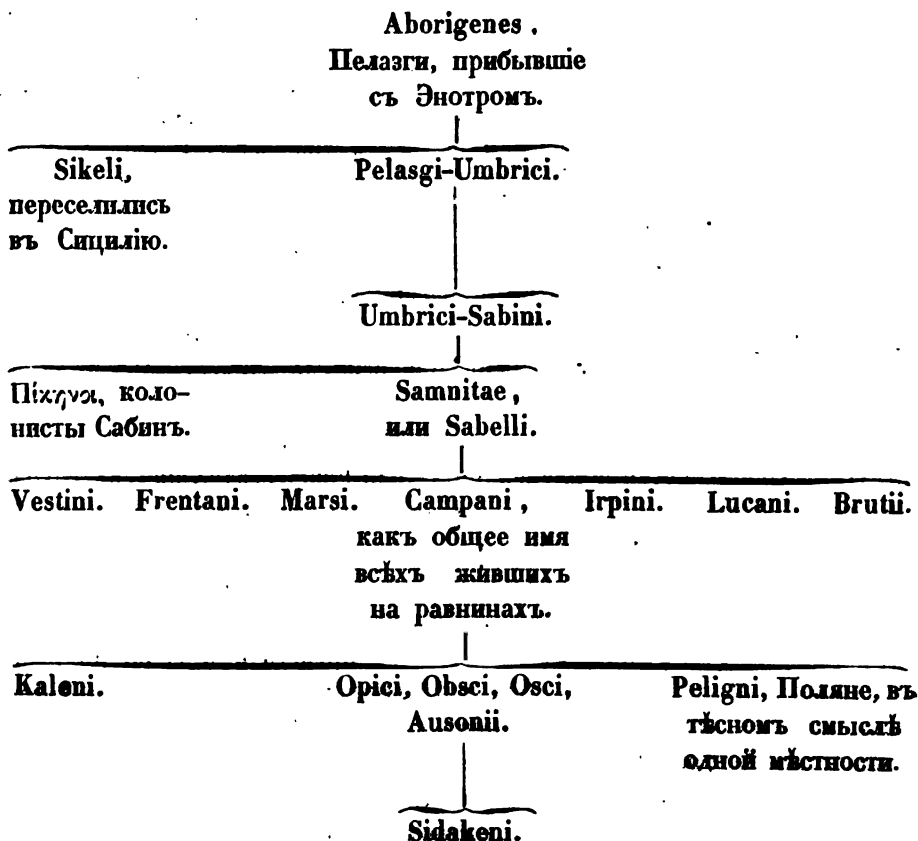 Aborigenes.
Пелазги, прибывшіе
съ Энотромъ.
Sikeli,
переселились
въ Сицилію.
Pelasgi-Umbrici.
Umbrici-Sabini.
Πίκηνοι, коло-
нисты Сабинъ.
Samnitae,
или Sabelli.
Vestini. Frentani. Marsi. Campani, Irpini. Lucani. Brutii.
какъ общее имя
всѣхъ жившихъ
на равнинахъ.
Kaleni.
Opici, Obsci, Osci,
Ausonii.
Peligni, Поляне, въ
тѣсномъ смыслѣ
одной мѣстности.
Sidakeni.